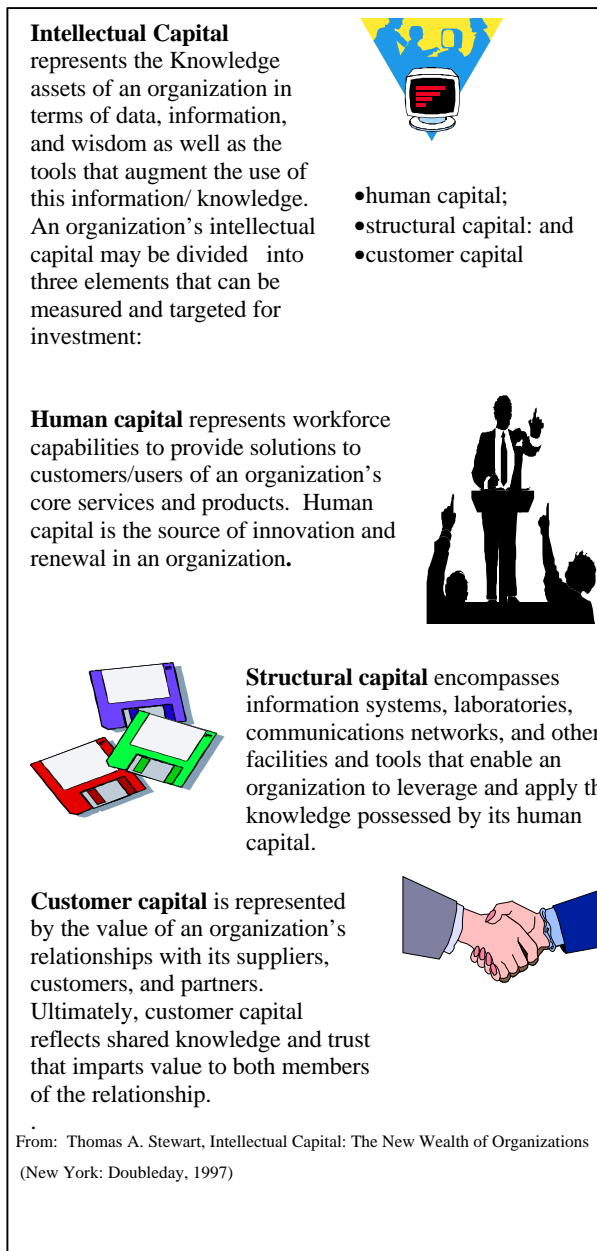 Intellectual Capital
represents the Knowledge
assets of an organization in
terms of data, information,
and wisdom as well as the
tools that augment the use of
this information/ knowledge.
An organization’s intellectual
capital may be divided into
three elements that can be
measured and targeted for
investment:
•human capital;
•structural capital: and
•customer capital
Human capital represents workforce
capabilities to provide solutions to
customers/users of an organization’s
core services and products. Human
capital is the source of innovation and
renewal in an organization.
Structural capital encompasses
information systems, laboratories,
communications networks, and other
facilities and tools that enable an
organization to leverage and apply th
knowledge possessed by its human
capital.
Customer capital is represented
by the value of an organization’s
relationships with its suppliers,
customers, and partners.
Ultimately, customer capital
reflects shared knowledge and trust
that imparts value to both members
of the relationship.
.
From: Thomas A. Stewart, Intellectual Capital: The New Wealth of Organizations
(New York: Doubleday, 1997)